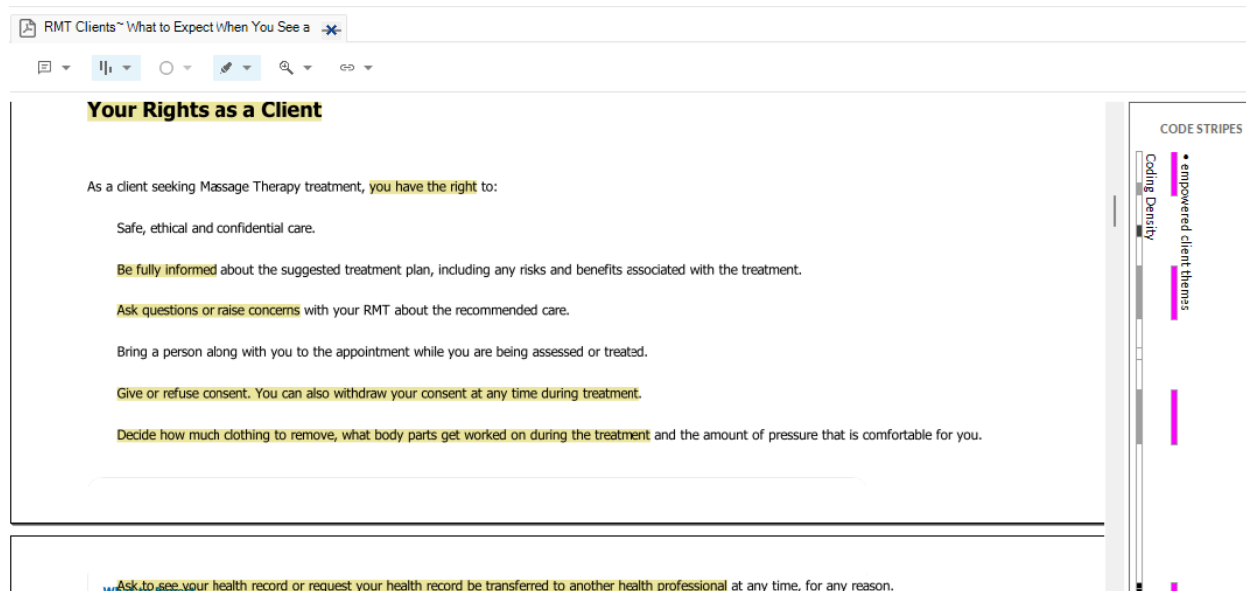 RMT Clients~ What to Expect When You See a
Your Rights as a Client
CODE STRIPES
Coding Density
• empowered client themes
As a client seeking Massage Therapy treatment, you have the right to:
Safe, ethical and confidential care.
Be fully informed about the suggested treatment plan, including any risks and benefits associated with the treatment.
Ask questions or raise concerns with your RMT about the recommended care.
Bring a person along with you to the appointment while you are being assessed or treated.
Give or refuse consent. You can also withdraw your consent at any time during treatment.
Decide how much clothing to remove, what body parts get worked on during the treatment and the amount of pressure that is comfortable for you.
Ask to see your health record or request your health record be transferred to another health professional at any time, for any reason.